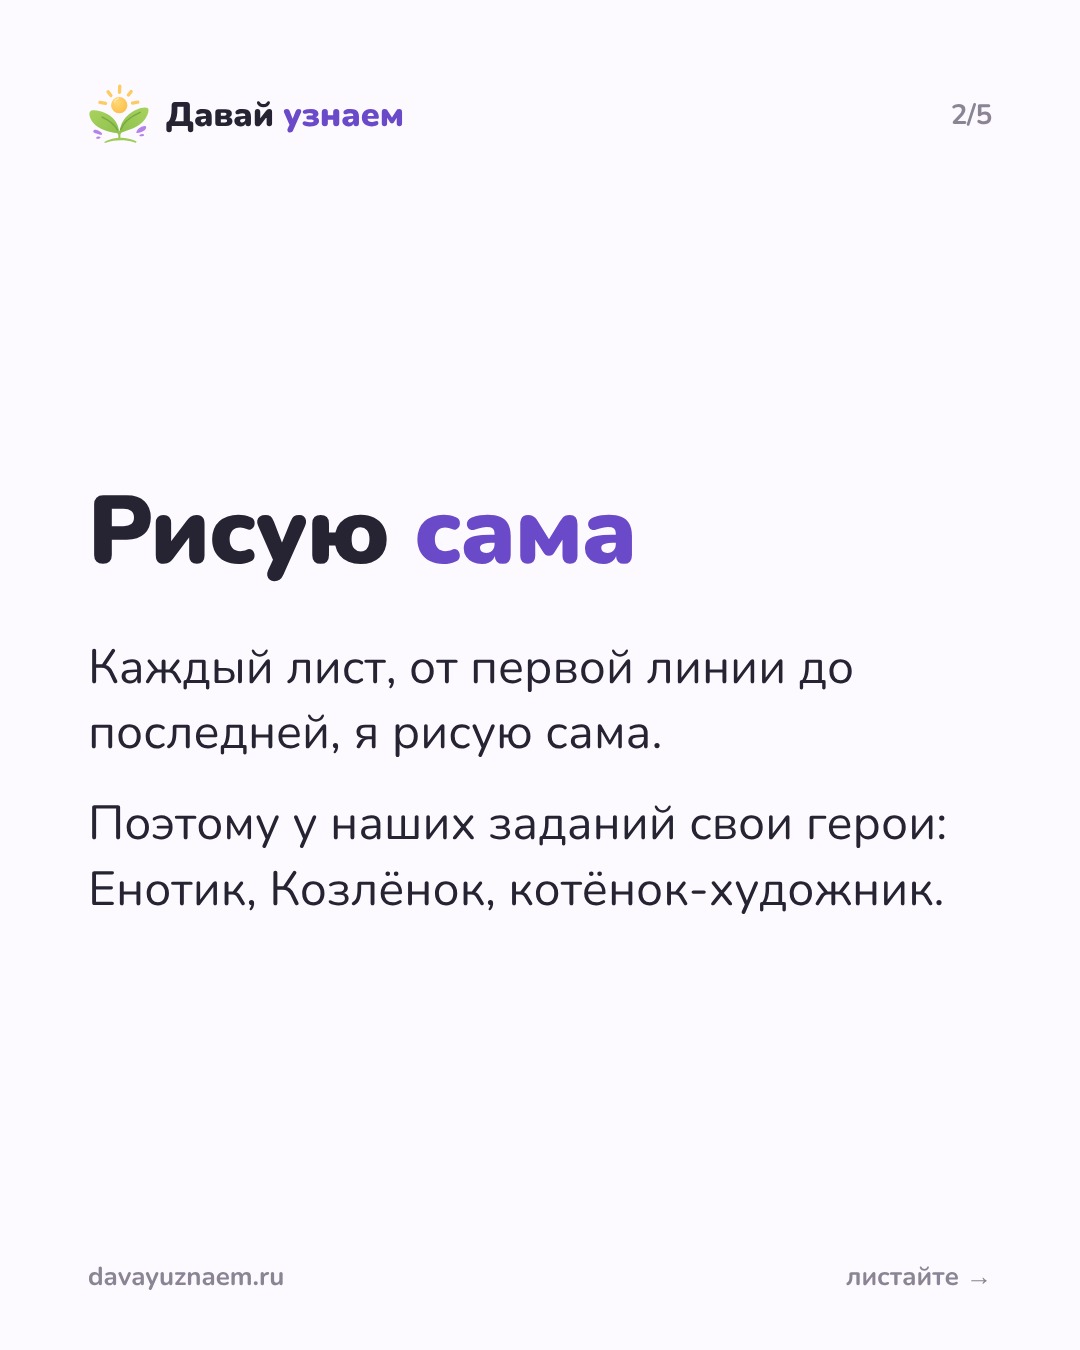 Давай узнаем
2/5
Рисую сама
Каждый лист, от первой линии до
последней, я рисую сама.
Поэтому у наших заданий свои герои:
Енотик, Козлёнок, котёнок-художник.
davayuznaem.ru
листайте →